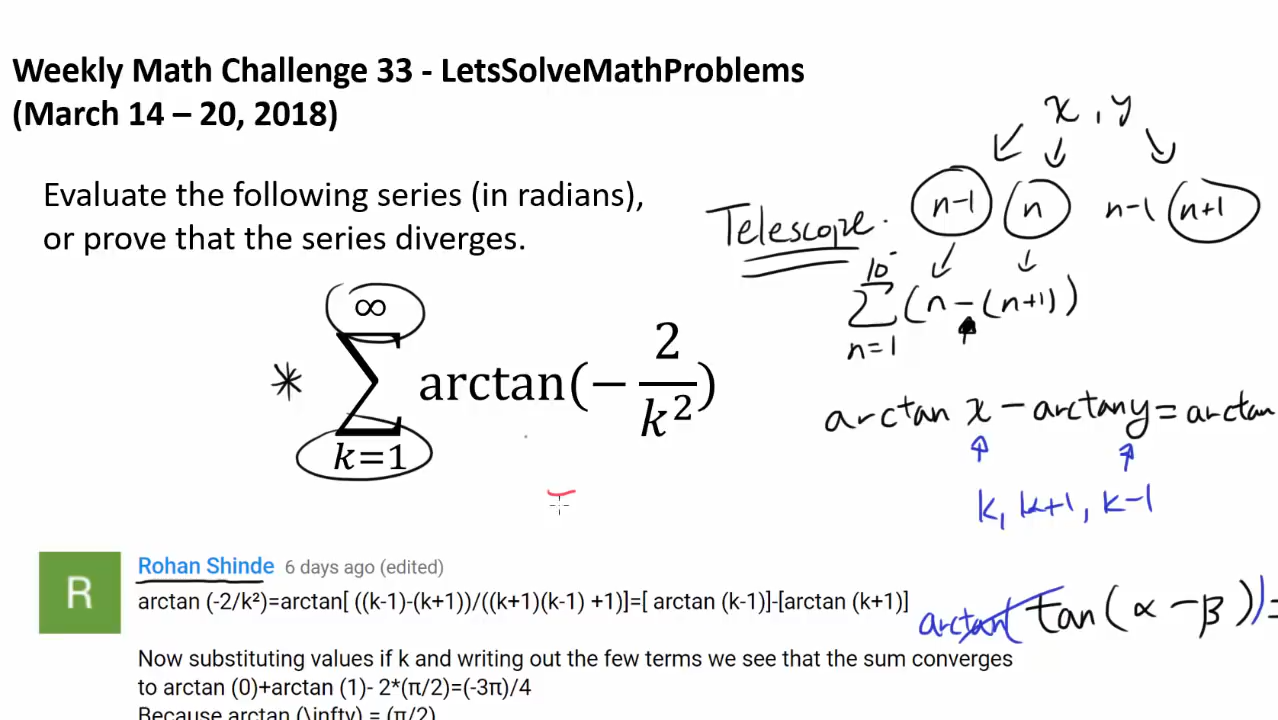 Weekly Math Challenge 33 - LetsSolveMathProblems
(March 14 – 20, 2018)
Evaluate the following series (in radians),
or prove that the series diverges.
* ∞ ∑ k=1 arctan(− 2/k²)
x , y
n-1 n n-1 n+1
Telescope.
10
∑ (n - (n+1))
n=1
arctan x - arctan y = arctan
k, k+1, k-1
arctan( tan(α - β)) =
R
Rohan Shinde 6 days ago (edited)
arctan (-2/k²)=arctan[ ((k-1)-(k+1))/((k+1)(k-1) +1)]=[ arctan (k-1)]-[arctan (k+1)]
Now substituting values if k and writing out the few terms we see that the sum converges
to arctan (0)+arctan (1)- 2*(π/2)=(-3π)/4
Because arctan (\infty) = (π/2)